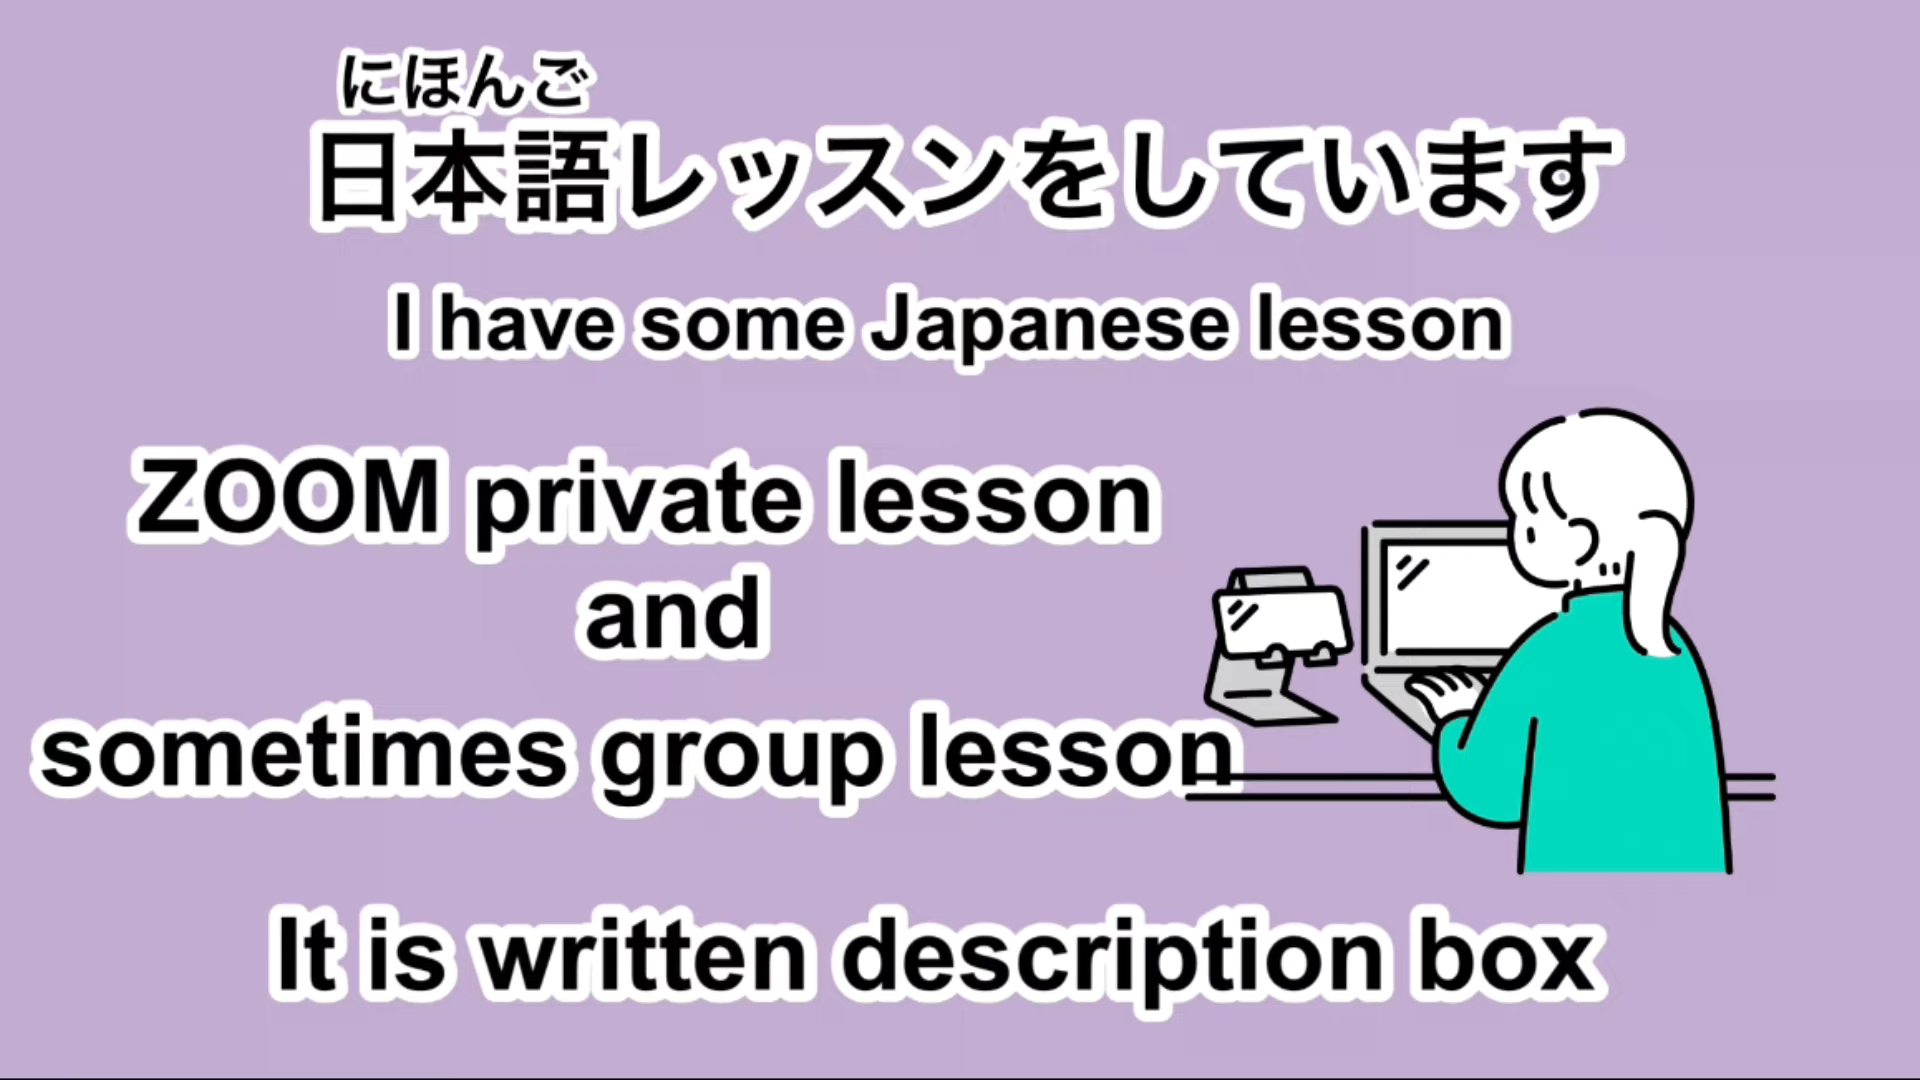 にほんご
日本語レッスンをしています
I have some Japanese lesson
ZOOM private lesson
and
sometimes group lesson
It is written description box